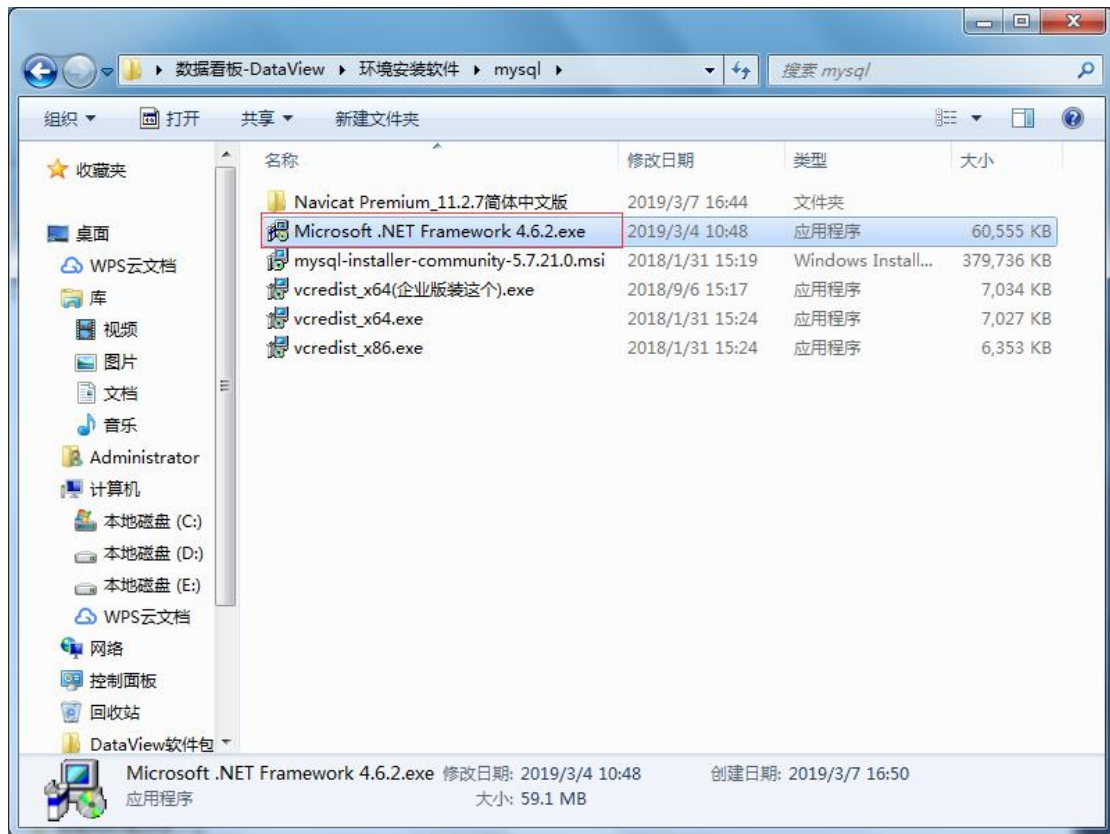 数据看板-DataView 环境安装软件 mysql
搜索 mysql
组织 打开 共享 新建文件夹
名称 修改日期 类型 大小
Navicat Premium_11.2.7简体中文版 2019/3/7 16:44 文件夹
Microsoft .NET Framework 4.6.2.exe 2019/3/4 10:48 应用程序 60,555 KB
mysql-installer-community-5.7.21.0.msi 2018/1/31 15:19 Windows Install... 379,736 KB
vcredist_x64(企业版装这个).exe 2018/9/6 15:17 应用程序 7,034 KB
vcredist_x64.exe 2018/1/31 15:24 应用程序 7,027 KB
vcredist_x86.exe 2018/1/31 15:24 应用程序 6,353 KB
收藏夹
桌面
WPS云文档
库
视频
图片
文档
音乐
Administrator
计算机
本地磁盘 (C:)
本地磁盘 (D:)
本地磁盘 (E:)
WPS云文档
网络
控制面板
回收站
DataView软件包
Microsoft .NET Framework 4.6.2.exe 修改日期: 2019/3/4 10:48 创建日期: 2019/3/7 16:50
应用程序 大小: 59.1 MB